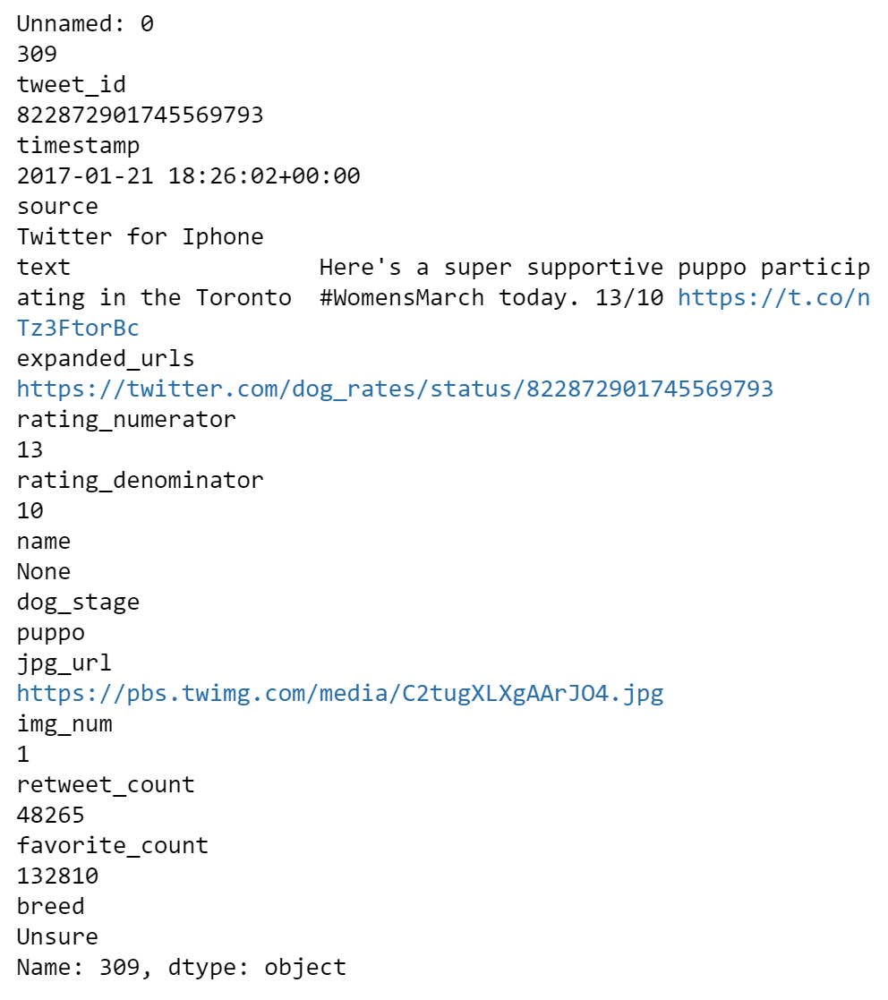 Unnamed: 0
309
tweet_id
822872901745569793
timestamp
2017-01-21 18:26:02+00:00
source
Twitter for Iphone
text                  Here's a super supportive puppo particip
ating in the Toronto  #WomensMarch today. 13/10 https://t.co/n
Tz3FtorBc
expanded_urls
https://twitter.com/dog_rates/status/822872901745569793
rating_numerator
13
rating_denominator
10
name
None
dog_stage
puppo
jpg_url
https://pbs.twimg.com/media/C2tugXLXgAArJO4.jpg
img_num
1
retweet_count
48265
favorite_count
132810
breed
Unsure
Name: 309, dtype: object